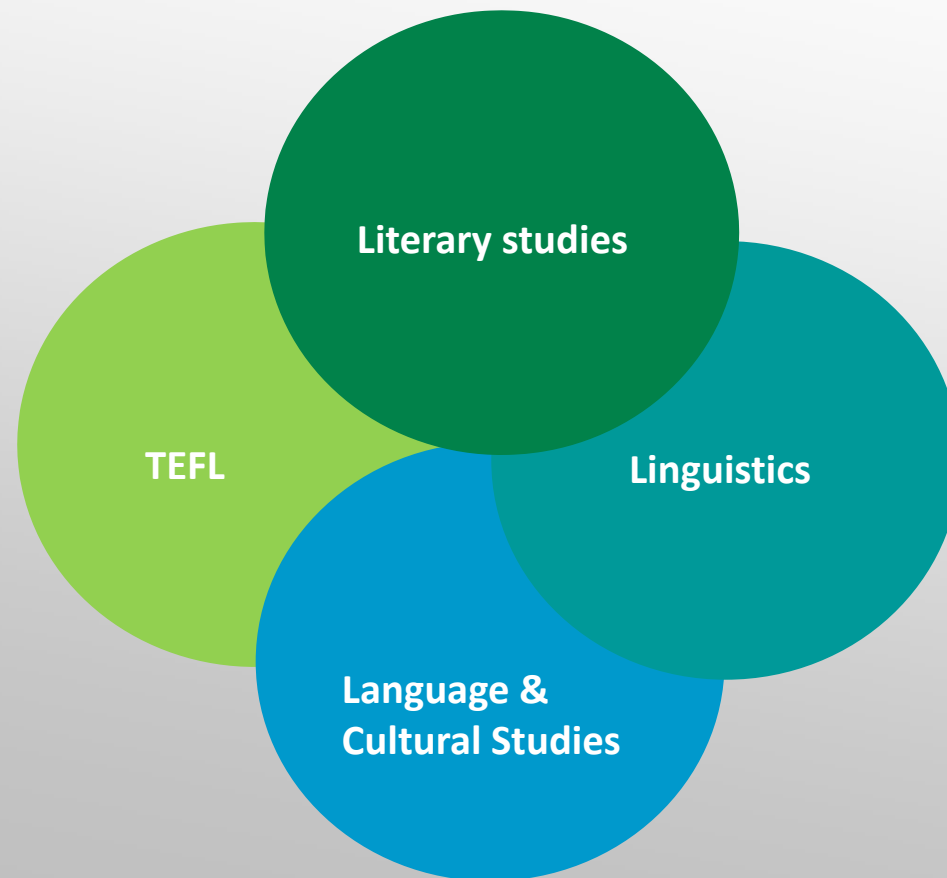 Literary studies
TEFL
Linguistics
Language &
Cultural Studies